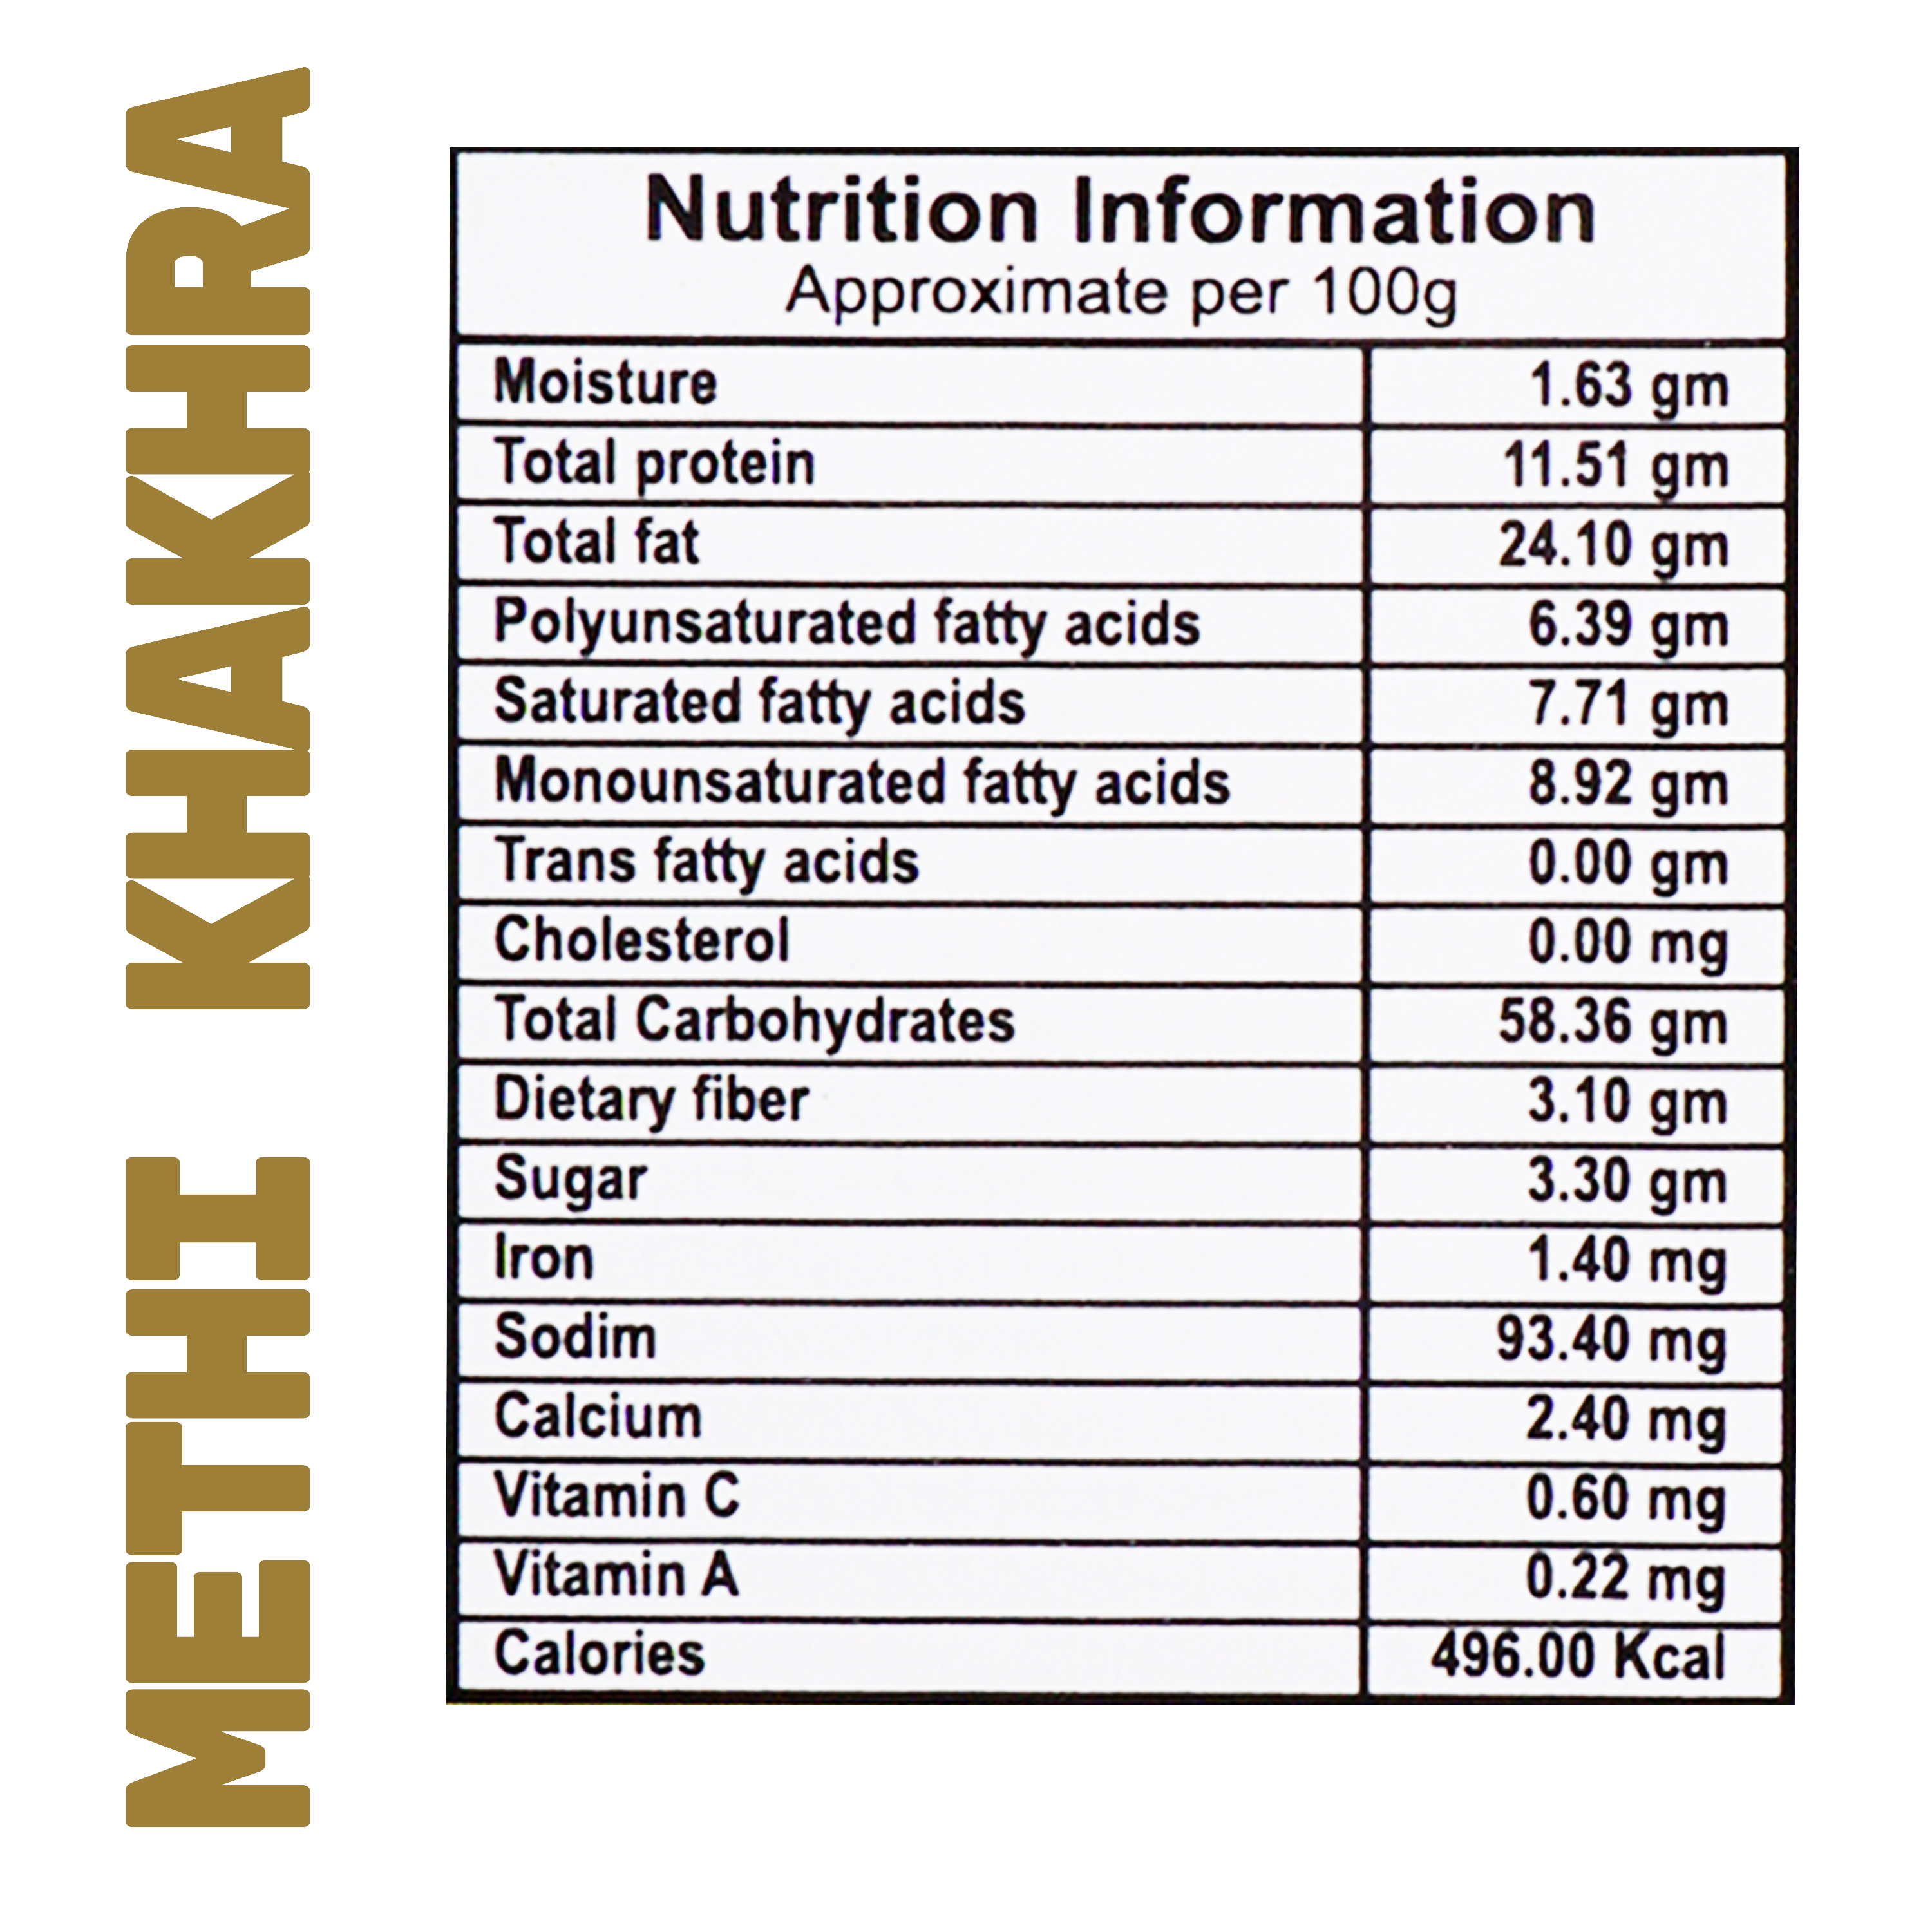 METHI KHAKHRA
Nutrition Information
Approximate per 100g
Moisture 1.63 gm
Total protein 11.51 gm
Total fat 24.10 gm
Polyunsaturated fatty acids 6.39 gm
Saturated fatty acids 7.71 gm
Monounsaturated fatty acids 8.92 gm
Trans fatty acids 0.00 gm
Cholesterol 0.00 mg
Total Carbohydrates 58.36 gm
Dietary fiber 3.10 gm
Sugar 3.30 gm
Iron 1.40 mg
Sodim 93.40 mg
Calcium 2.40 mg
Vitamin C 0.60 mg
Vitamin A 0.22 mg
Calories 496.00 Kcal